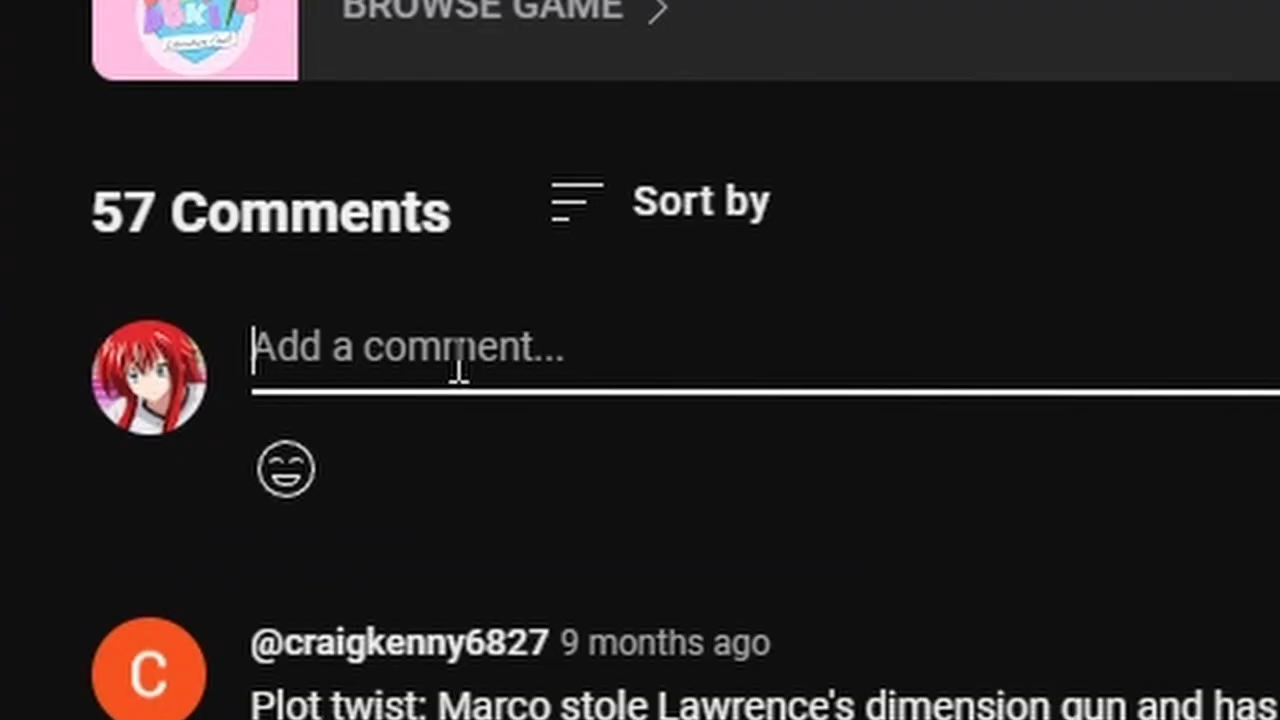 BROWSE GAME
57 Comments
Sort by
Add a comment...
C
@craigkenny6827 9 months ago
Plot twist: Marco stole Lawrence's dimension gun and has